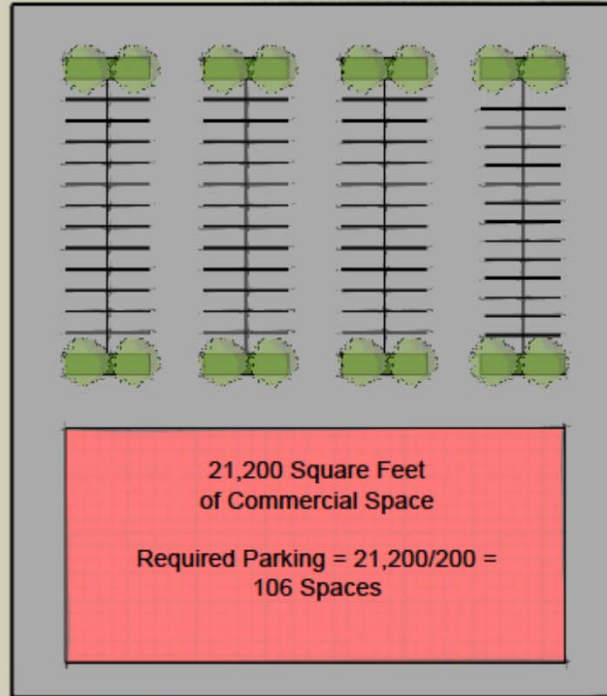 21,200 Square Feet
of Commercial Space
Required Parking = 21,200/200 =
106 Spaces